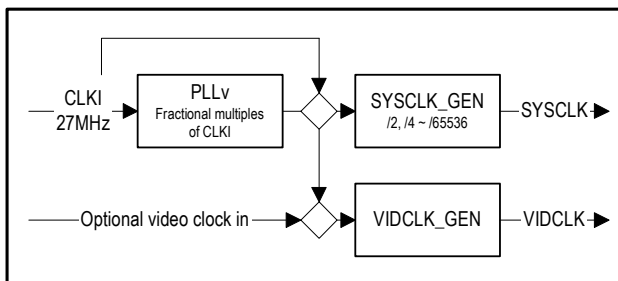 CLKI
27MHz
PLLv
Fractional multiples
of CLKI
SYSCLK_GEN
/2, /4 ~ /65536
SYSCLK
Optional video clock in
VIDCLK_GEN
VIDCLK